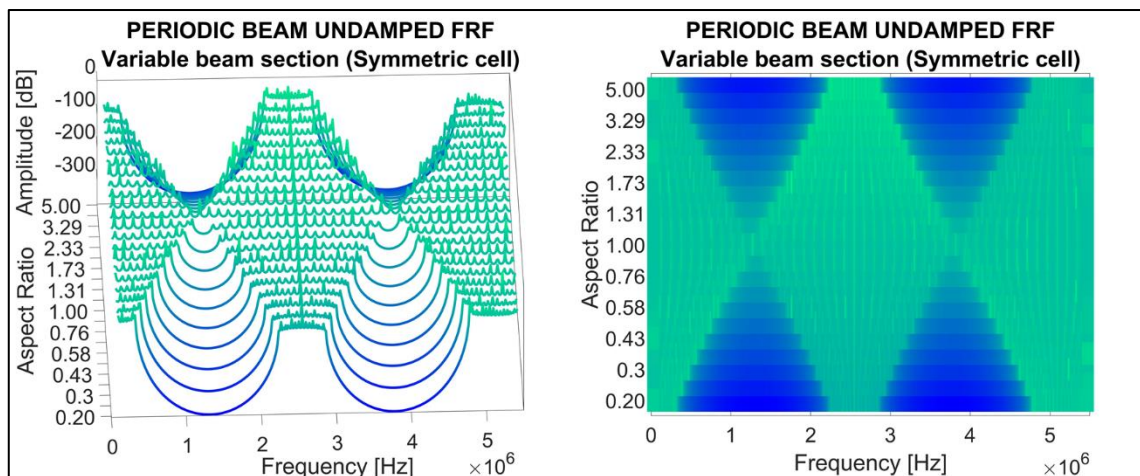 PERIODIC BEAM UNDAMPED FRF
Variable beam section (Symmetric cell)
Amplitude [dB]
0
-100
-200
-300
Aspect Ratio
5.00
3.29
2.33
1.73
1.31
1.00
0.76
0.58
0.43
0.3
0.20
0 1 2 3 4 5
Frequency [Hz] ×10⁶
PERIODIC BEAM UNDAMPED FRF
Variable beam section (Symmetric cell)
Aspect Ratio
5.00
3.29
2.33
1.73
1.31
1.00
0.76
0.58
0.43
0.3
0.20
0 1 2 3 4 5
Frequency [Hz] ×10⁶